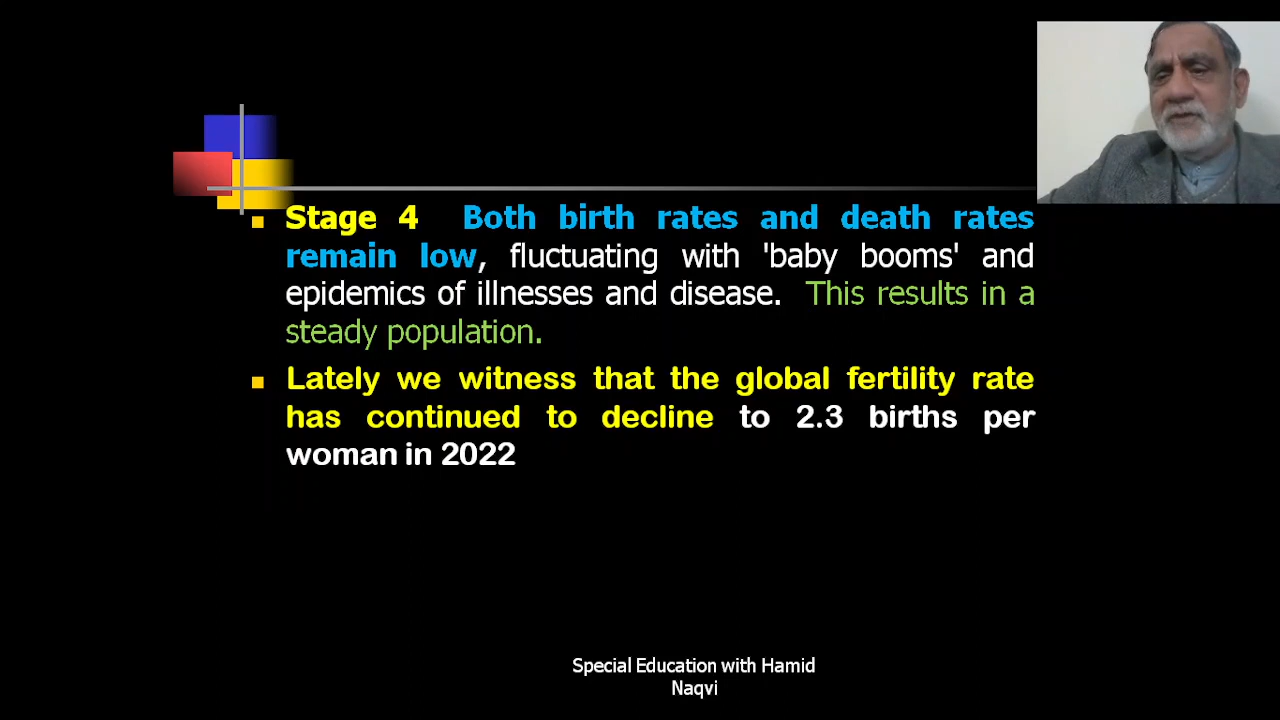 Stage 4 Both birth rates and death rates
remain low, fluctuating with 'baby booms' and
epidemics of illnesses and disease. This results in a
steady population.
Lately we witness that the global fertility rate
has continued to decline to 2.3 births per
woman in 2022
Special Education with Hamid
Naqvi